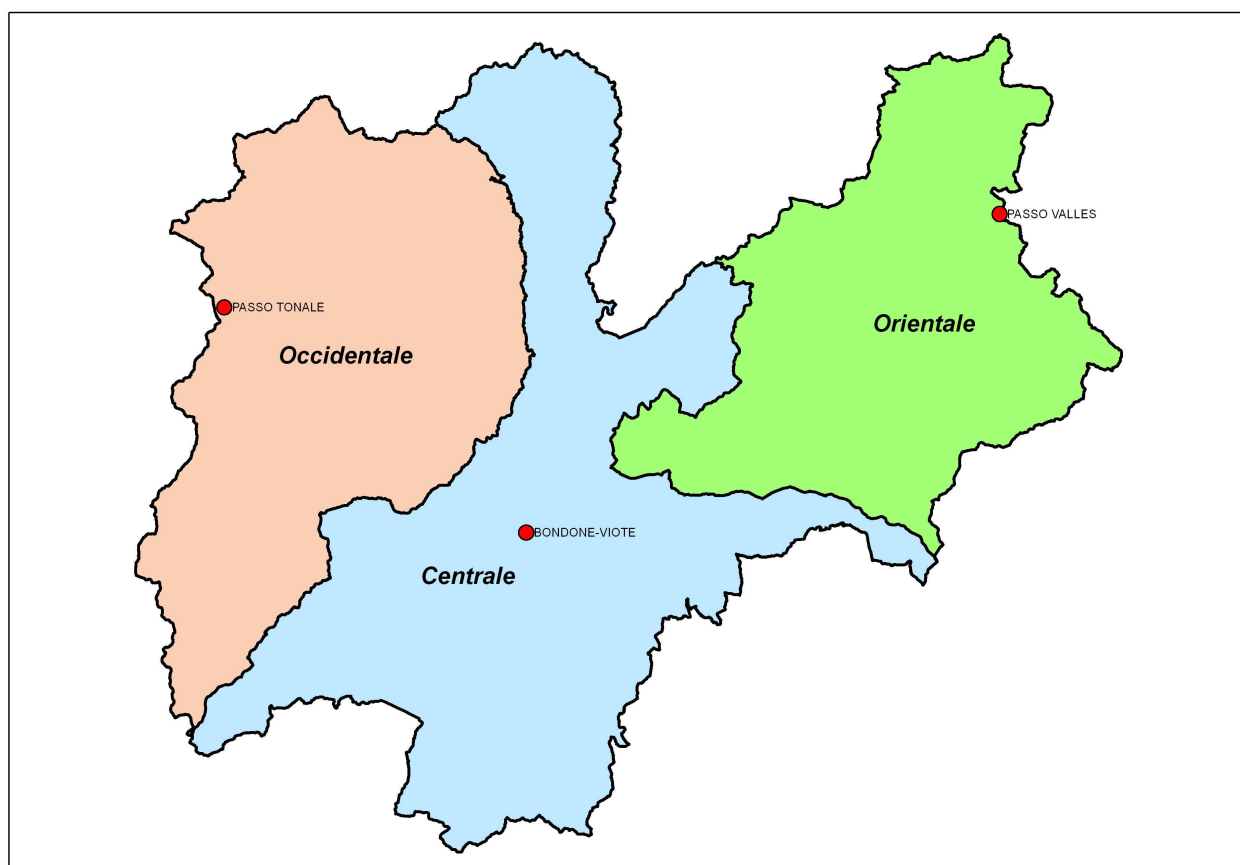 PASSO VALLES
PASSO TONALE
Orientale
Occidentale
BONDONE-VIOTE
Centrale